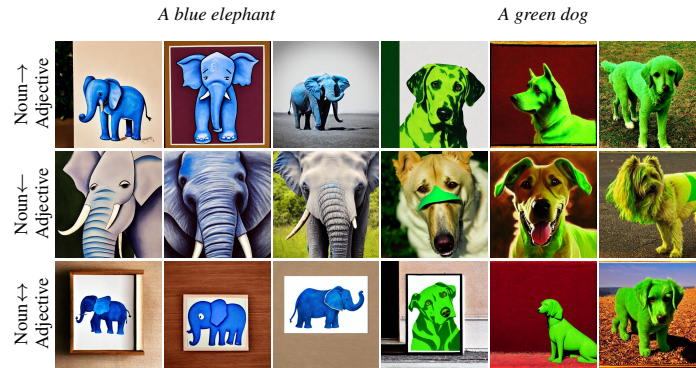 A blue elephant
A green dog
Noun→
Adjective
Noun←
Adjective
Noun↔
Adjective